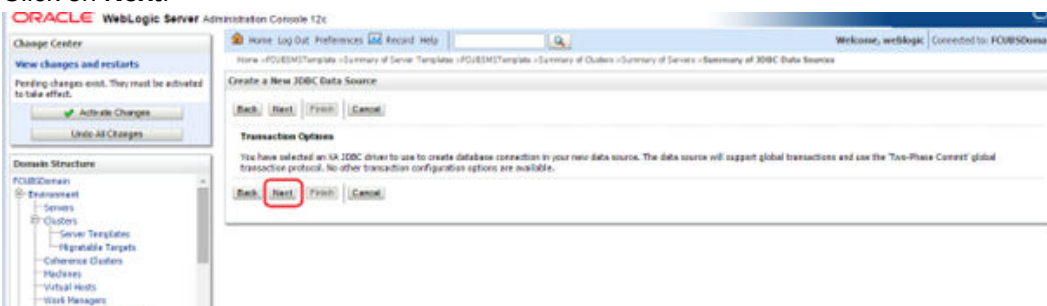 Click on Next.
ORACLE WebLogic Server Administration Console 12c
Change Center
View changes and restarts
Pending changes exist. They must be activated
to take effect.
Activate Changes
Undo All Changes
Domain Structure
FCUBSDomain
Environment
Servers
Clusters
Server Templates
Migratable Targets
Coherence Clusters
Machines
Virtual Hosts
Work Managers
Home Log Out Preferences Record Help
Welcome, weblogic Connected to: FCUBSDomai
Home >FCUBSMSTemplate >Summary of Server Templates >FCUBSMSTemplate >Summary of Clusters >Summary of Servers >Summary of JDBC Data Sources
Create a New JDBC Data Source
Back Next Finish Cancel
Transaction Options
You have selected an XA JDBC driver to use to create database connection in your new data source. The data source will support global transactions and use the 'Two-Phase Commit' global
transaction protocol. No other transaction configuration options are available.
Back Next Finish Cancel